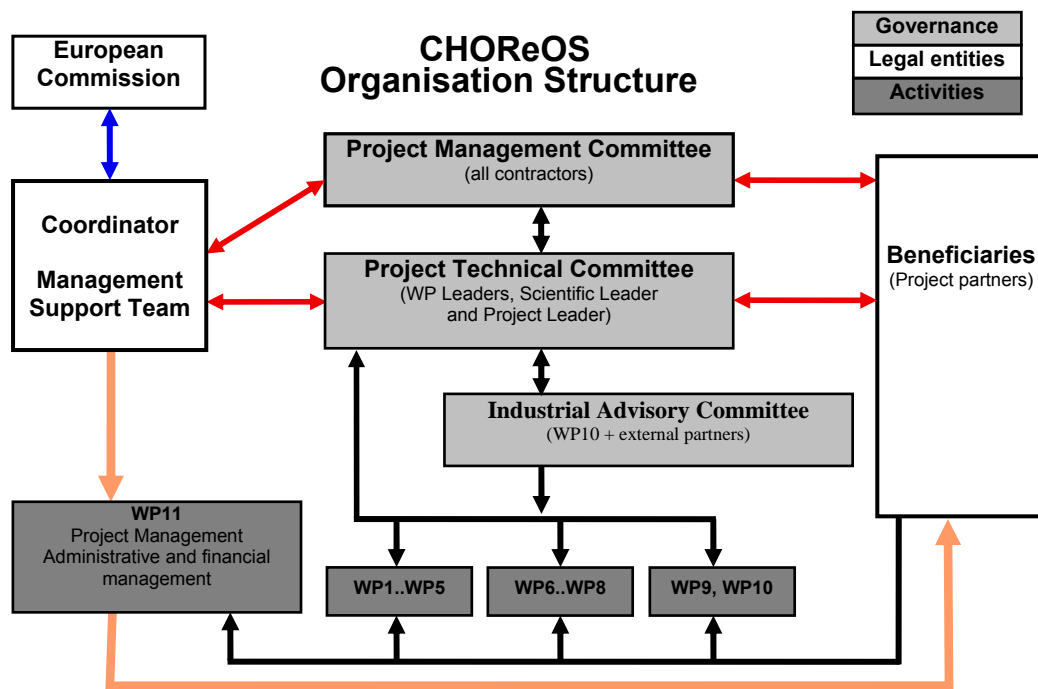 CHOReOS
Organisation Structure
Governance
Legal entities
Activities
European
Commission
Project Management Committee
(all contractors)
Coordinator
Management
Support Team
Project Technical Committee
(WP Leaders, Scientific Leader
and Project Leader)
Beneficiaries
(Project partners)
Industrial Advisory Committee
(WP10 + external partners)
WP11
Project Management
Administrative and financial
management
WP1..WP5
WP6..WP8
WP9, WP10